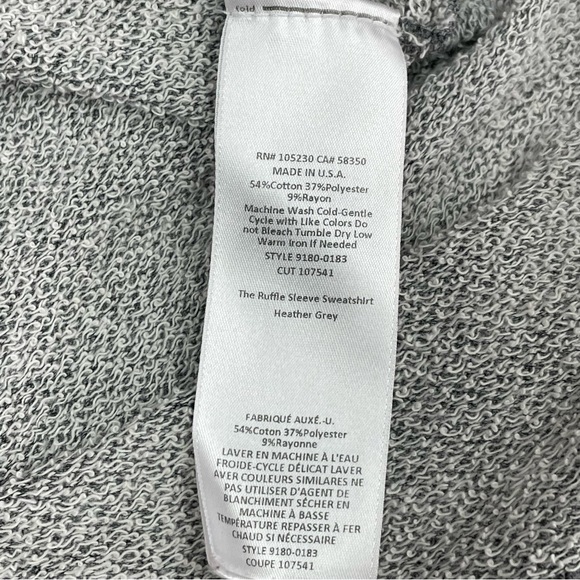 fold
RN# 105230 CA# 58350
MADE IN U.S.A.
54%Cotton 37%Polyester
9%Rayon
Machine Wash Cold-Gentle
Cycle with Like Colors Do
not Bleach Tumble Dry Low
Warm Iron If Needed
STYLE 9180-0183
CUT 107541
The Ruffle Sleeve Sweatshirt
Heather Grey
FABRIQUÉ AUXÉ.-U.
54%Coton 37%Polyester
9%Rayonne
LAVER EN MACHINE À L'EAU
FROIDE-CYCLE DÉLICAT LAVER
AVER COULEURS SIMILAIRES NE
PAS UTILISER D'AGENT DE
BLANCHIMENT SÉCHER EN
MACHINE À BASSE
TEMPÉRATURE REPASSER À FER
CHAUD SI NÉCESSAIRE
STYLE 9180-0183
COUPE 107541